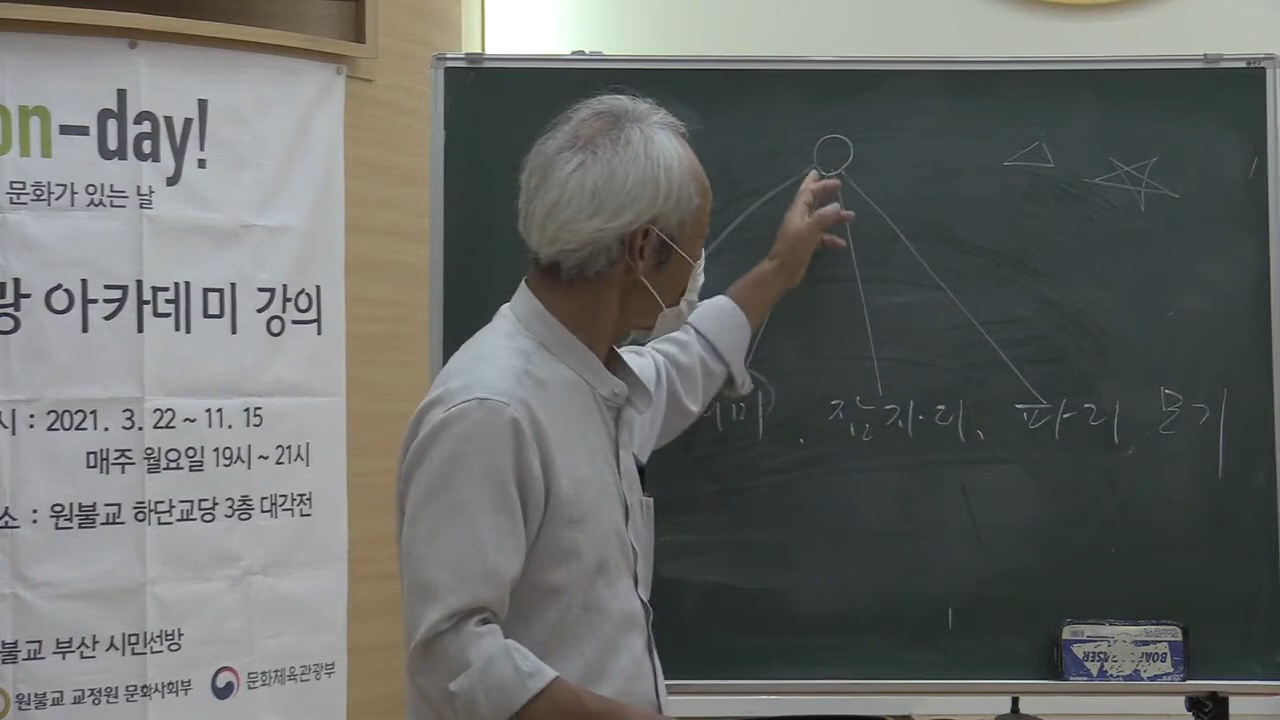 on-day!
문화가 있는 날
아카데미 강의
시 : 2021. 3. 22 ~ 11. 15
매주 월요일 19시 ~ 21시
소 : 원불교 하단교당 3층 대각전
불교 부산 시민선방
원불교 교정원 문화사회부
문화체육관광부
미, 잠자리, 파리 모기
BOARD ERASER